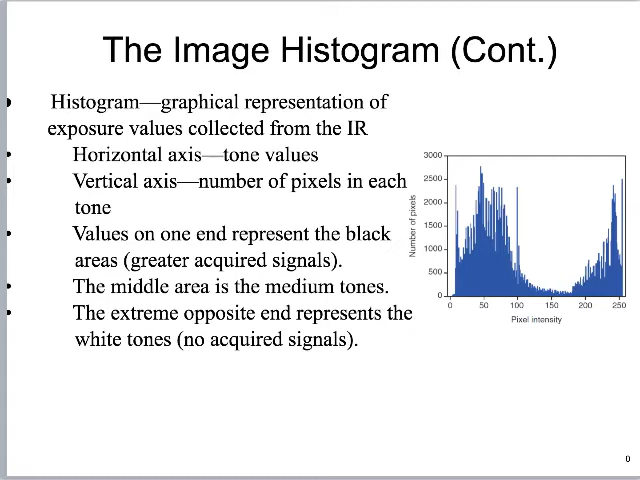 The Image Histogram (Cont.)
• Histogram—graphical representation of
exposure values collected from the IR
• Horizontal axis—tone values
• Vertical axis—number of pixels in each
tone
• Values on one end represent the black
areas (greater acquired signals).
• The middle area is the medium tones.
• The extreme opposite end represents the
white tones (no acquired signals).
Number of pixels
3000
2500
2000
1500
1000
500
0
0 50 100 150 200 250
Pixel intensity
0